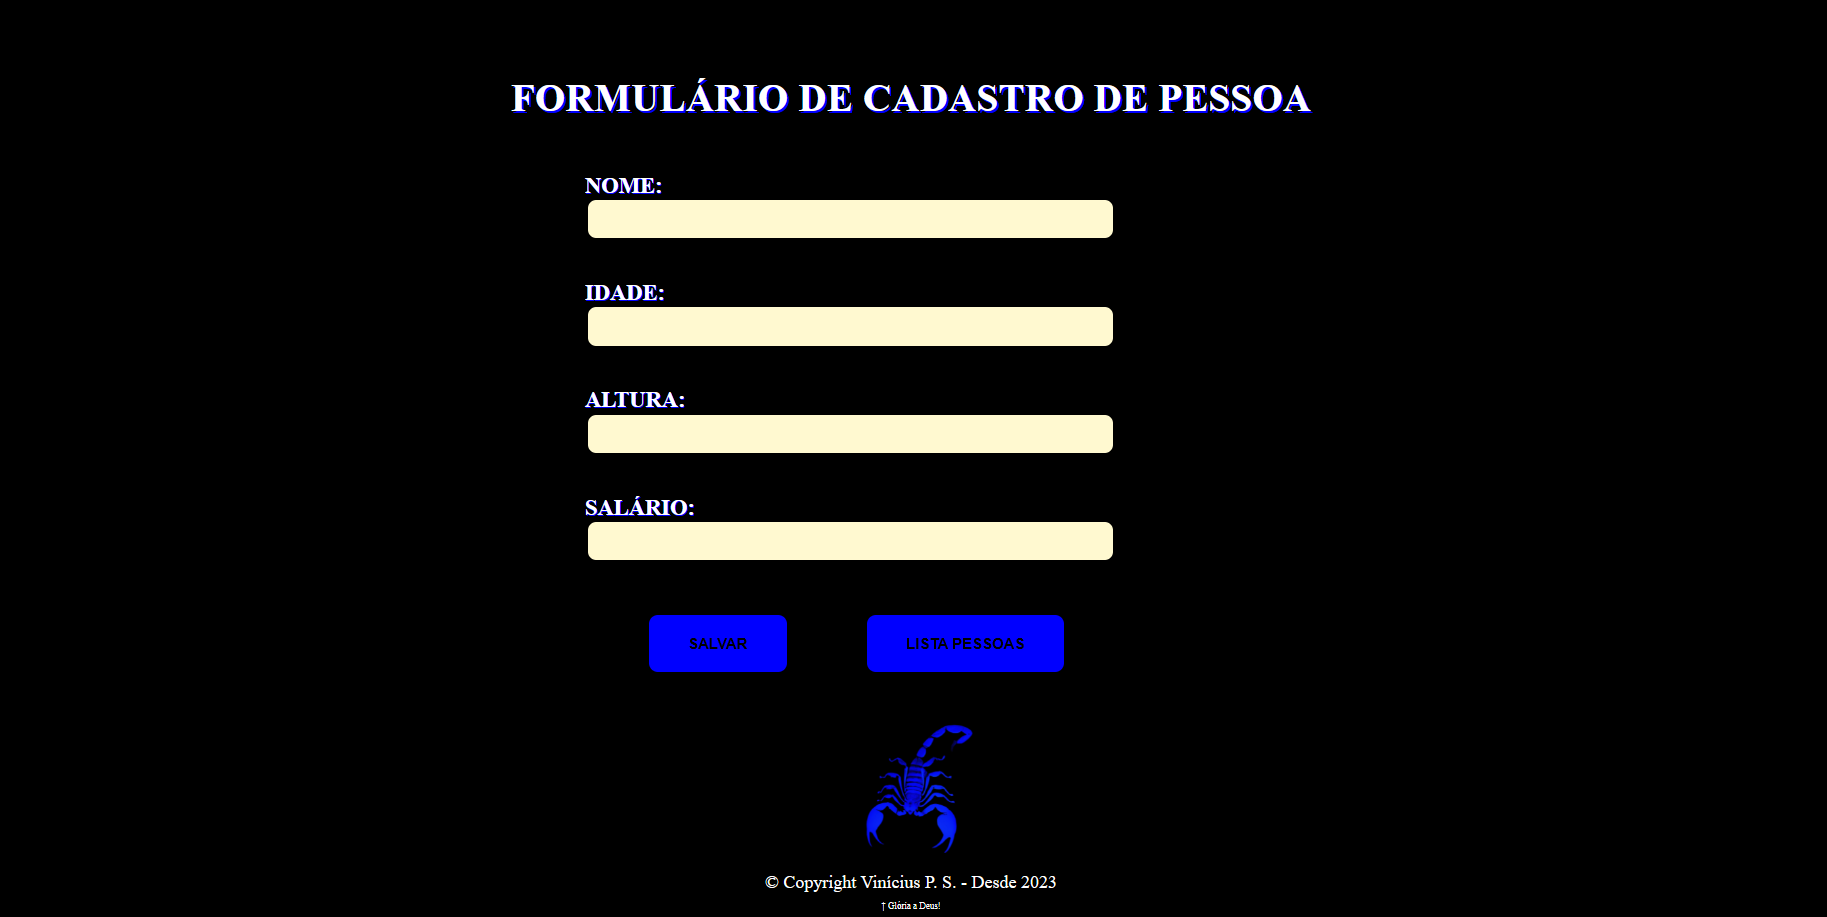 FORMULÁRIO DE CADASTRO DE PESSOA
NOME:
IDADE:
ALTURA:
SALÁRIO:
SALVAR LISTA PESSOAS
© Copyright Vinícius P. S. - Desde 2023
† Glória a Deus!